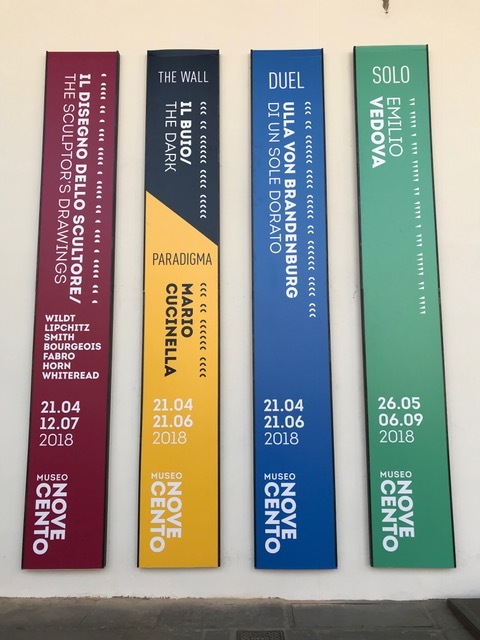 IL DISEGNO DELLO SCULTORE/
THE SCULPTOR'S DRAWINGS
WILDT
LIPCHITZ
SMITH
BOURGEOIS
FABRO
HORN
WHITEREAD
21.04
12.07
2018
MUSEO
NOVE
CENTO
THE WALL
IL BUIO/
THE DARK
PARADIGMA
MARIO
CUCINELLA
21.04
21.06
2018
MUSEO
NOVE
CENTO
DUEL
ULLA VON BRANDENBURG
DI UN SOLE DORATO
21.04
21.06
2018
MUSEO
NOVE
CENTO
SOLO
EMILIO
VEDOVA
26.05
06.09
2018
MUSEO
NOVE
CENTO